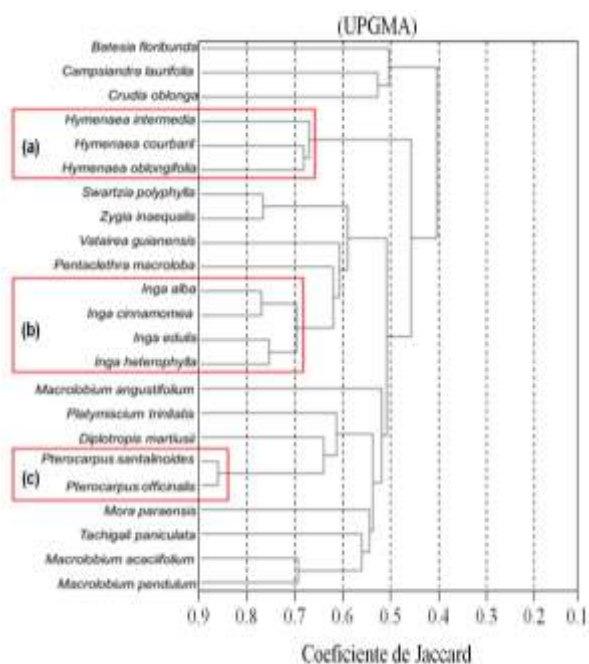 (UPGMA)
Batesia floribunda
Campsiandra laurifolia
Crudia oblonga
Hymenaea intermedia
(a)
Hymenaea courbaril
Hymenaea oblongifolia
Swartzia polyphylla
Zygia inaequalis
Vatairea guianensis
Pentaclethra macroloba
Inga alba
Inga cinnamomea
(b)
Inga edulis
Inga heterophylla
Macrolobium angustifolium
Platymiscium trinitatis
Diplotropis martiusii
Pterocarpus santalinoides
(c)
Pterocarpus officinalis
Mora paraensis
Tachigali paniculata
Macrolobium acaciifolium
Macrolobium pendulum
0.9 0.8 0.7 0.6 0.5 0.4 0.3 0.2 0.1
Coeficiente de Jaccard